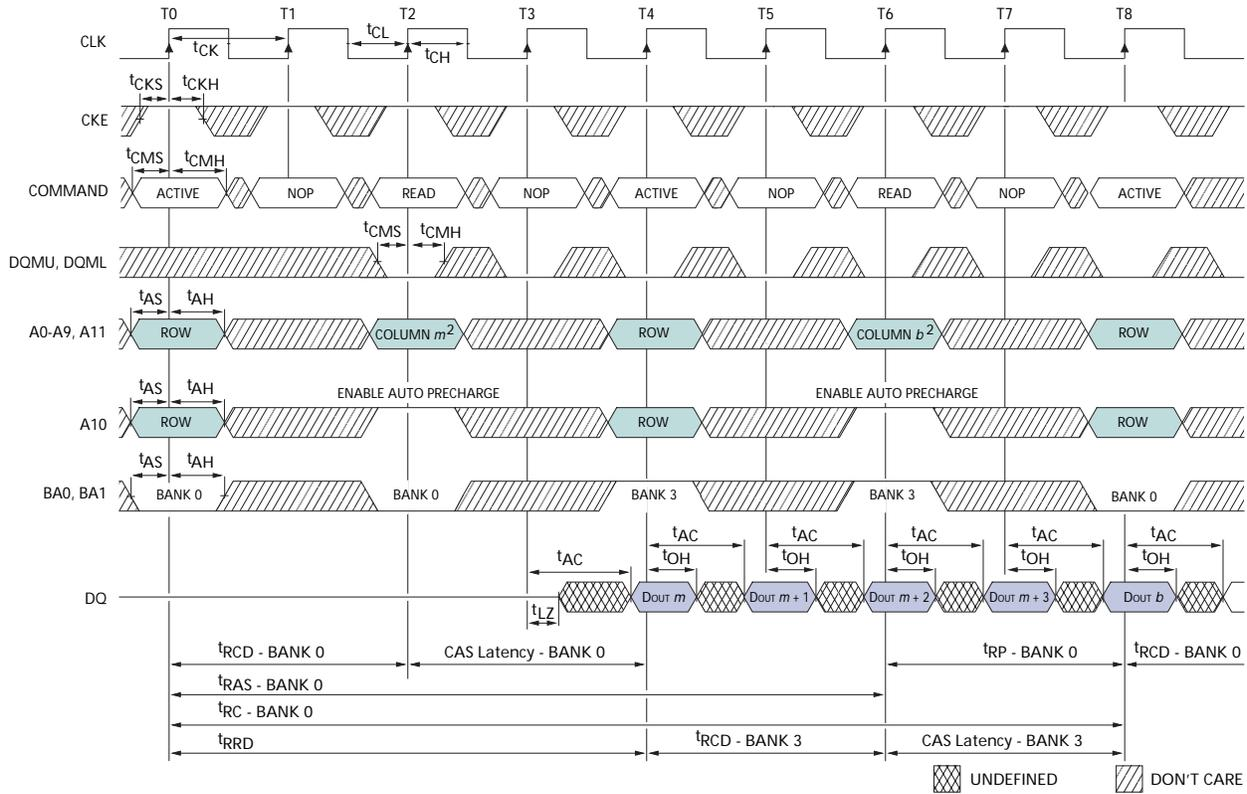 T0 T1 T2 T3 T4 T5 T6 T7 T8
CLK
tCK tCL tCH
tCKS tCKH
CKE
tCMS tCMH
COMMAND ACTIVE NOP READ NOP ACTIVE NOP READ NOP ACTIVE
tCMS tCMH
DQMU, DQML
tAS tAH
A0-A9, A11 ROW COLUMN m2 ROW COLUMN b2 ROW
tAS tAH ENABLE AUTO PRECHARGE ENABLE AUTO PRECHARGE
A10 ROW ROW ROW
tAS tAH
BA0, BA1 BANK 0 BANK 0 BANK 3 BANK 3 BANK 0
tAC tAC tAC tAC tAC tAC
tOH tOH tOH tOH tOH
DQ DOUT m DOUT m + 1 DOUT m + 2 DOUT m + 3 DOUT b
tLZ
tRCD - BANK 0 CAS Latency - BANK 0 tRP - BANK 0 tRCD - BANK 0
tRAS - BANK 0
tRC - BANK 0
tRRD tRCD - BANK 3 CAS Latency - BANK 3
UNDEFINED DON'T CARE